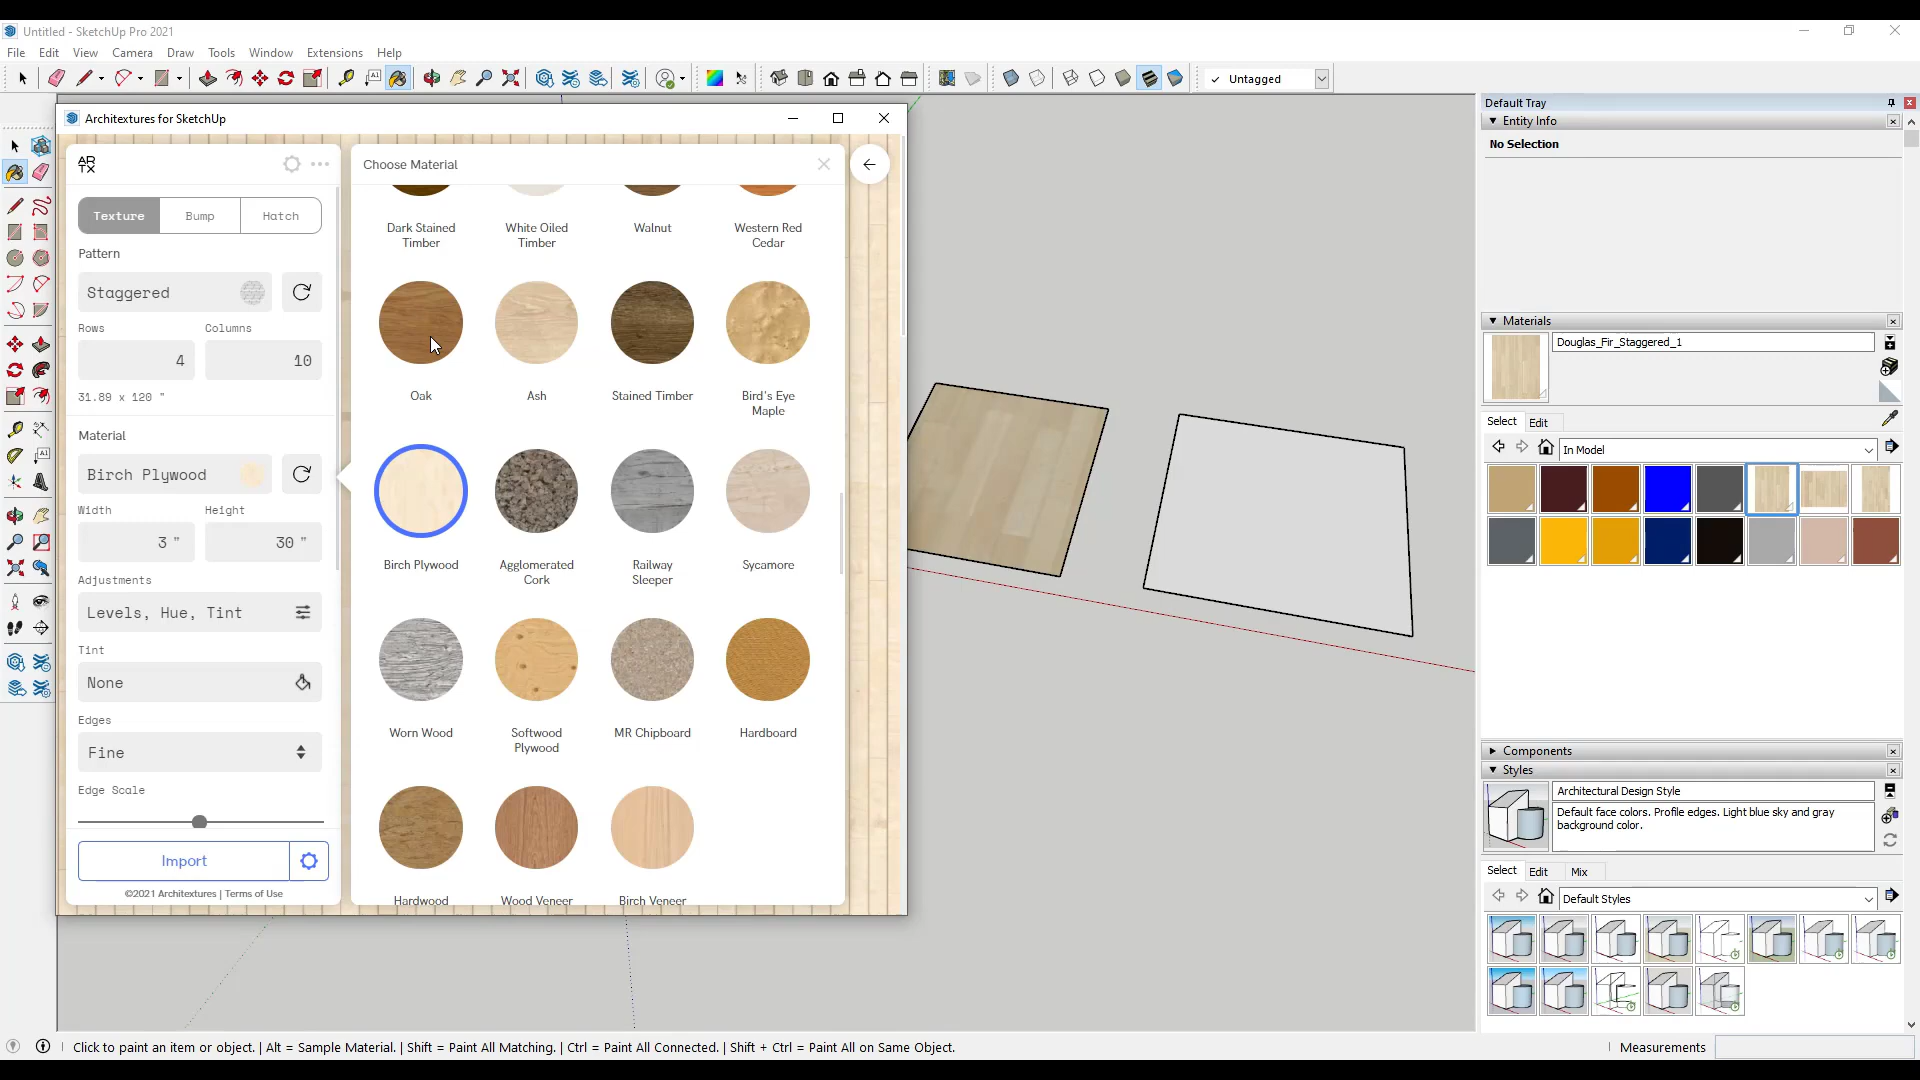 Untitled - SketchUp Pro 2021
File Edit View Camera Draw Tools Window Extensions Help
Untagged
Architextures for SketchUp
AR
TX
Texture Bump Hatch
Pattern
Staggered
Rows Columns
4 10
31.89 x 120 "
Material
Birch Plywood
Width Height
3 " 30 "
Adjustments
Levels, Hue, Tint
Tint
None
Edges
Fine
Edge Scale
Import
©2021 Architextures | Terms of Use
Choose Material
Dark Stained
Timber
White Oiled
Timber
Walnut
Western Red
Cedar
Oak
Ash
Stained Timber
Bird's Eye
Maple
Birch Plywood
Agglomerated
Cork
Railway
Sleeper
Sycamore
Worn Wood
Softwood
Plywood
MR Chipboard
Hardboard
Hardwood
Wood Veneer
Birch Veneer
Default Tray
Entity Info
No Selection
Materials
Douglas_Fir_Staggered_1
Select Edit
In Model
Components
Styles
Architectural Design Style
Default face colors. Profile edges. Light blue sky and gray
background color.
Select Edit Mix
Default Styles
Click to paint an item or object. | Alt = Sample Material. | Shift = Paint All Matching. | Ctrl = Paint All Connected. | Shift + Ctrl = Paint All on Same Object.
Measurements